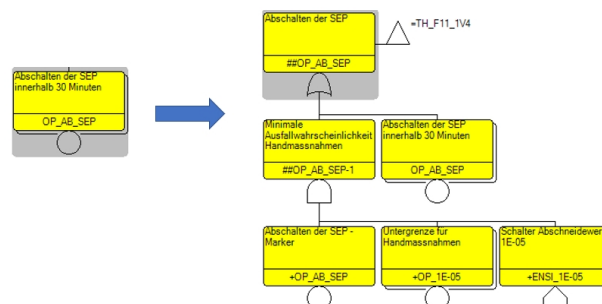 Abschalten der SEP
innerhalb 30 Minuten
OP_AB_SEP
Abschalten der SEP
##OP_AB_SEP
=TH_F11_1V4
Minimale
Ausfallwahrscheinlichkeit
Handmassnahmen
##OP_AB_SEP-1
Abschalten der SEP
innerhalb 30 Minuten
OP_AB_SEP
Abschalten der SEP -
Marker
+OP_AB_SEP
Untergrenze für
Handmassnahmen
+OP_1E-05
Schalter Abschneidewer
1E-05
+ENSI_1E-05